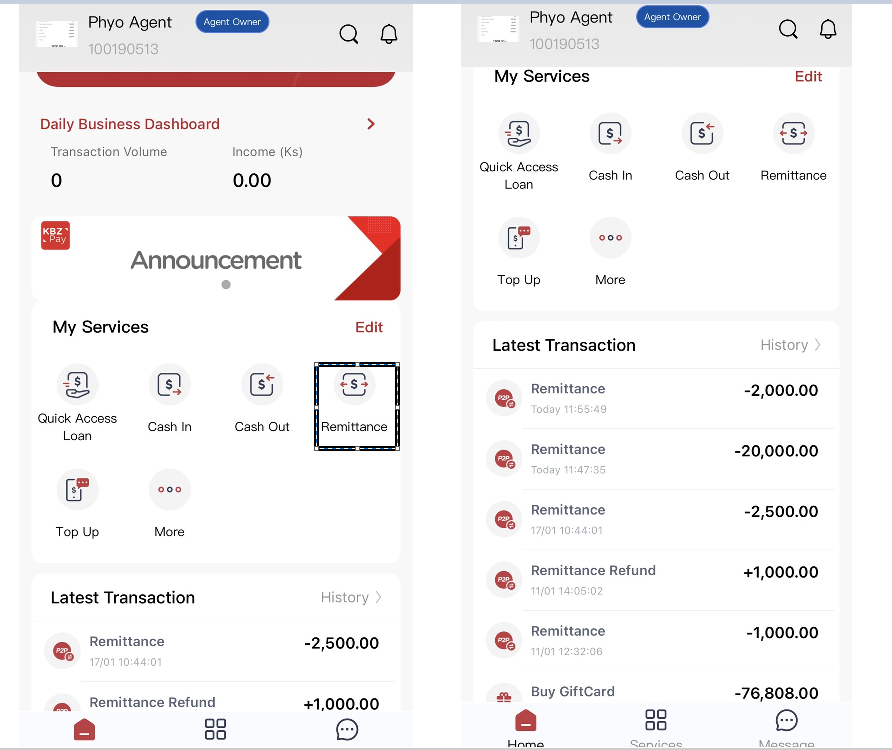 Phyo Agent
Agent Owner
100190513
Daily Business Dashboard
Transaction Volume
Income (Ks)
0
0.00
KBZ
Pay
Announcement
My Services
Edit
$
$
$
$
Quick Access
Loan
Cash In
Cash Out
Remittance
$
Top Up
More
Latest Transaction
History
P2P
Remittance
-2,500.00
17/01 10:44:01
P2P
Remittance Refund
+1,000.00
Phyo Agent
Agent Owner
100190513
My Services
Edit
$
$
$
$
Quick Access
Loan
Cash In
Cash Out
Remittance
$
Top Up
More
Latest Transaction
History
P2P
Remittance
-2,000.00
Today 11:55:49
P2P
Remittance
-20,000.00
Today 11:47:35
P2P
Remittance
-2,500.00
17/01 10:44:01
P2P
Remittance Refund
+1,000.00
11/01 14:05:02
P2P
Remittance
-1,000.00
11/01 12:32:06
Buy GiftCard
-76,808.00
Home
Services
Message